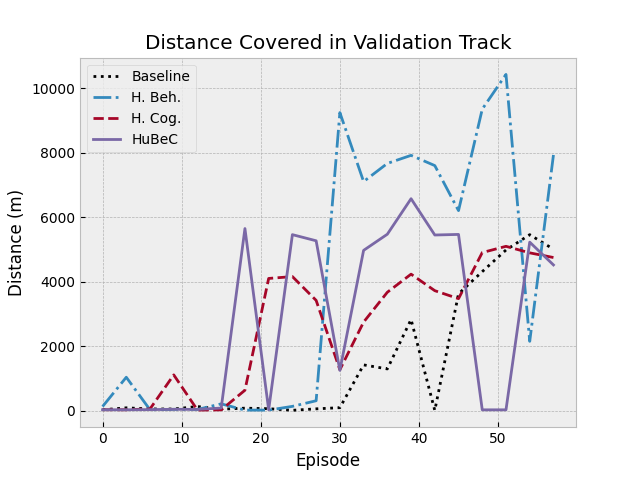 Distance Covered in Validation Track
Baseline
H. Beh.
H. Cog.
HuBeC
Distance (m)
10000
8000
6000
4000
2000
0
0 10 20 30 40 50
Episode